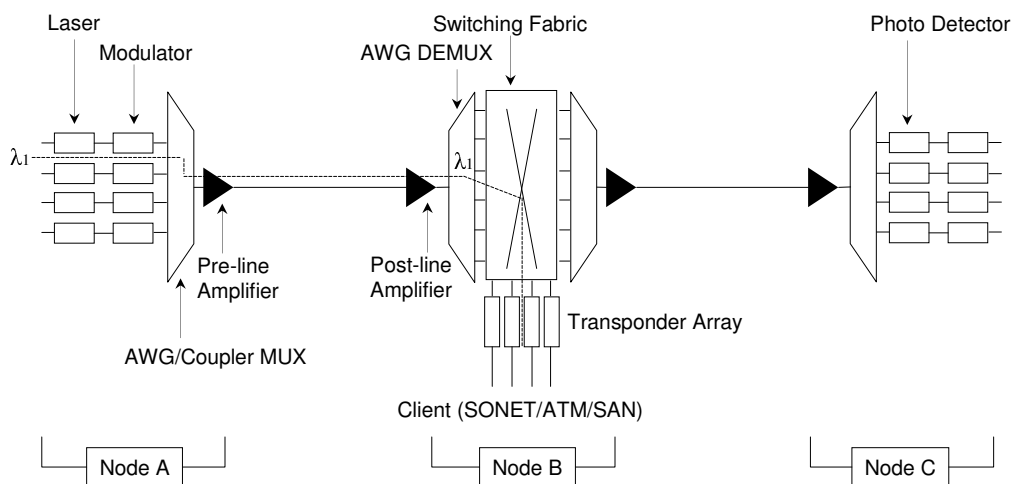 Laser
Modulator
AWG DEMUX
Switching Fabric
Photo Detector
λ1
λ1
Pre-line
Amplifier
Post-line
Amplifier
AWG/Coupler MUX
Transponder Array
Client (SONET/ATM/SAN)
Node A
Node B
Node C